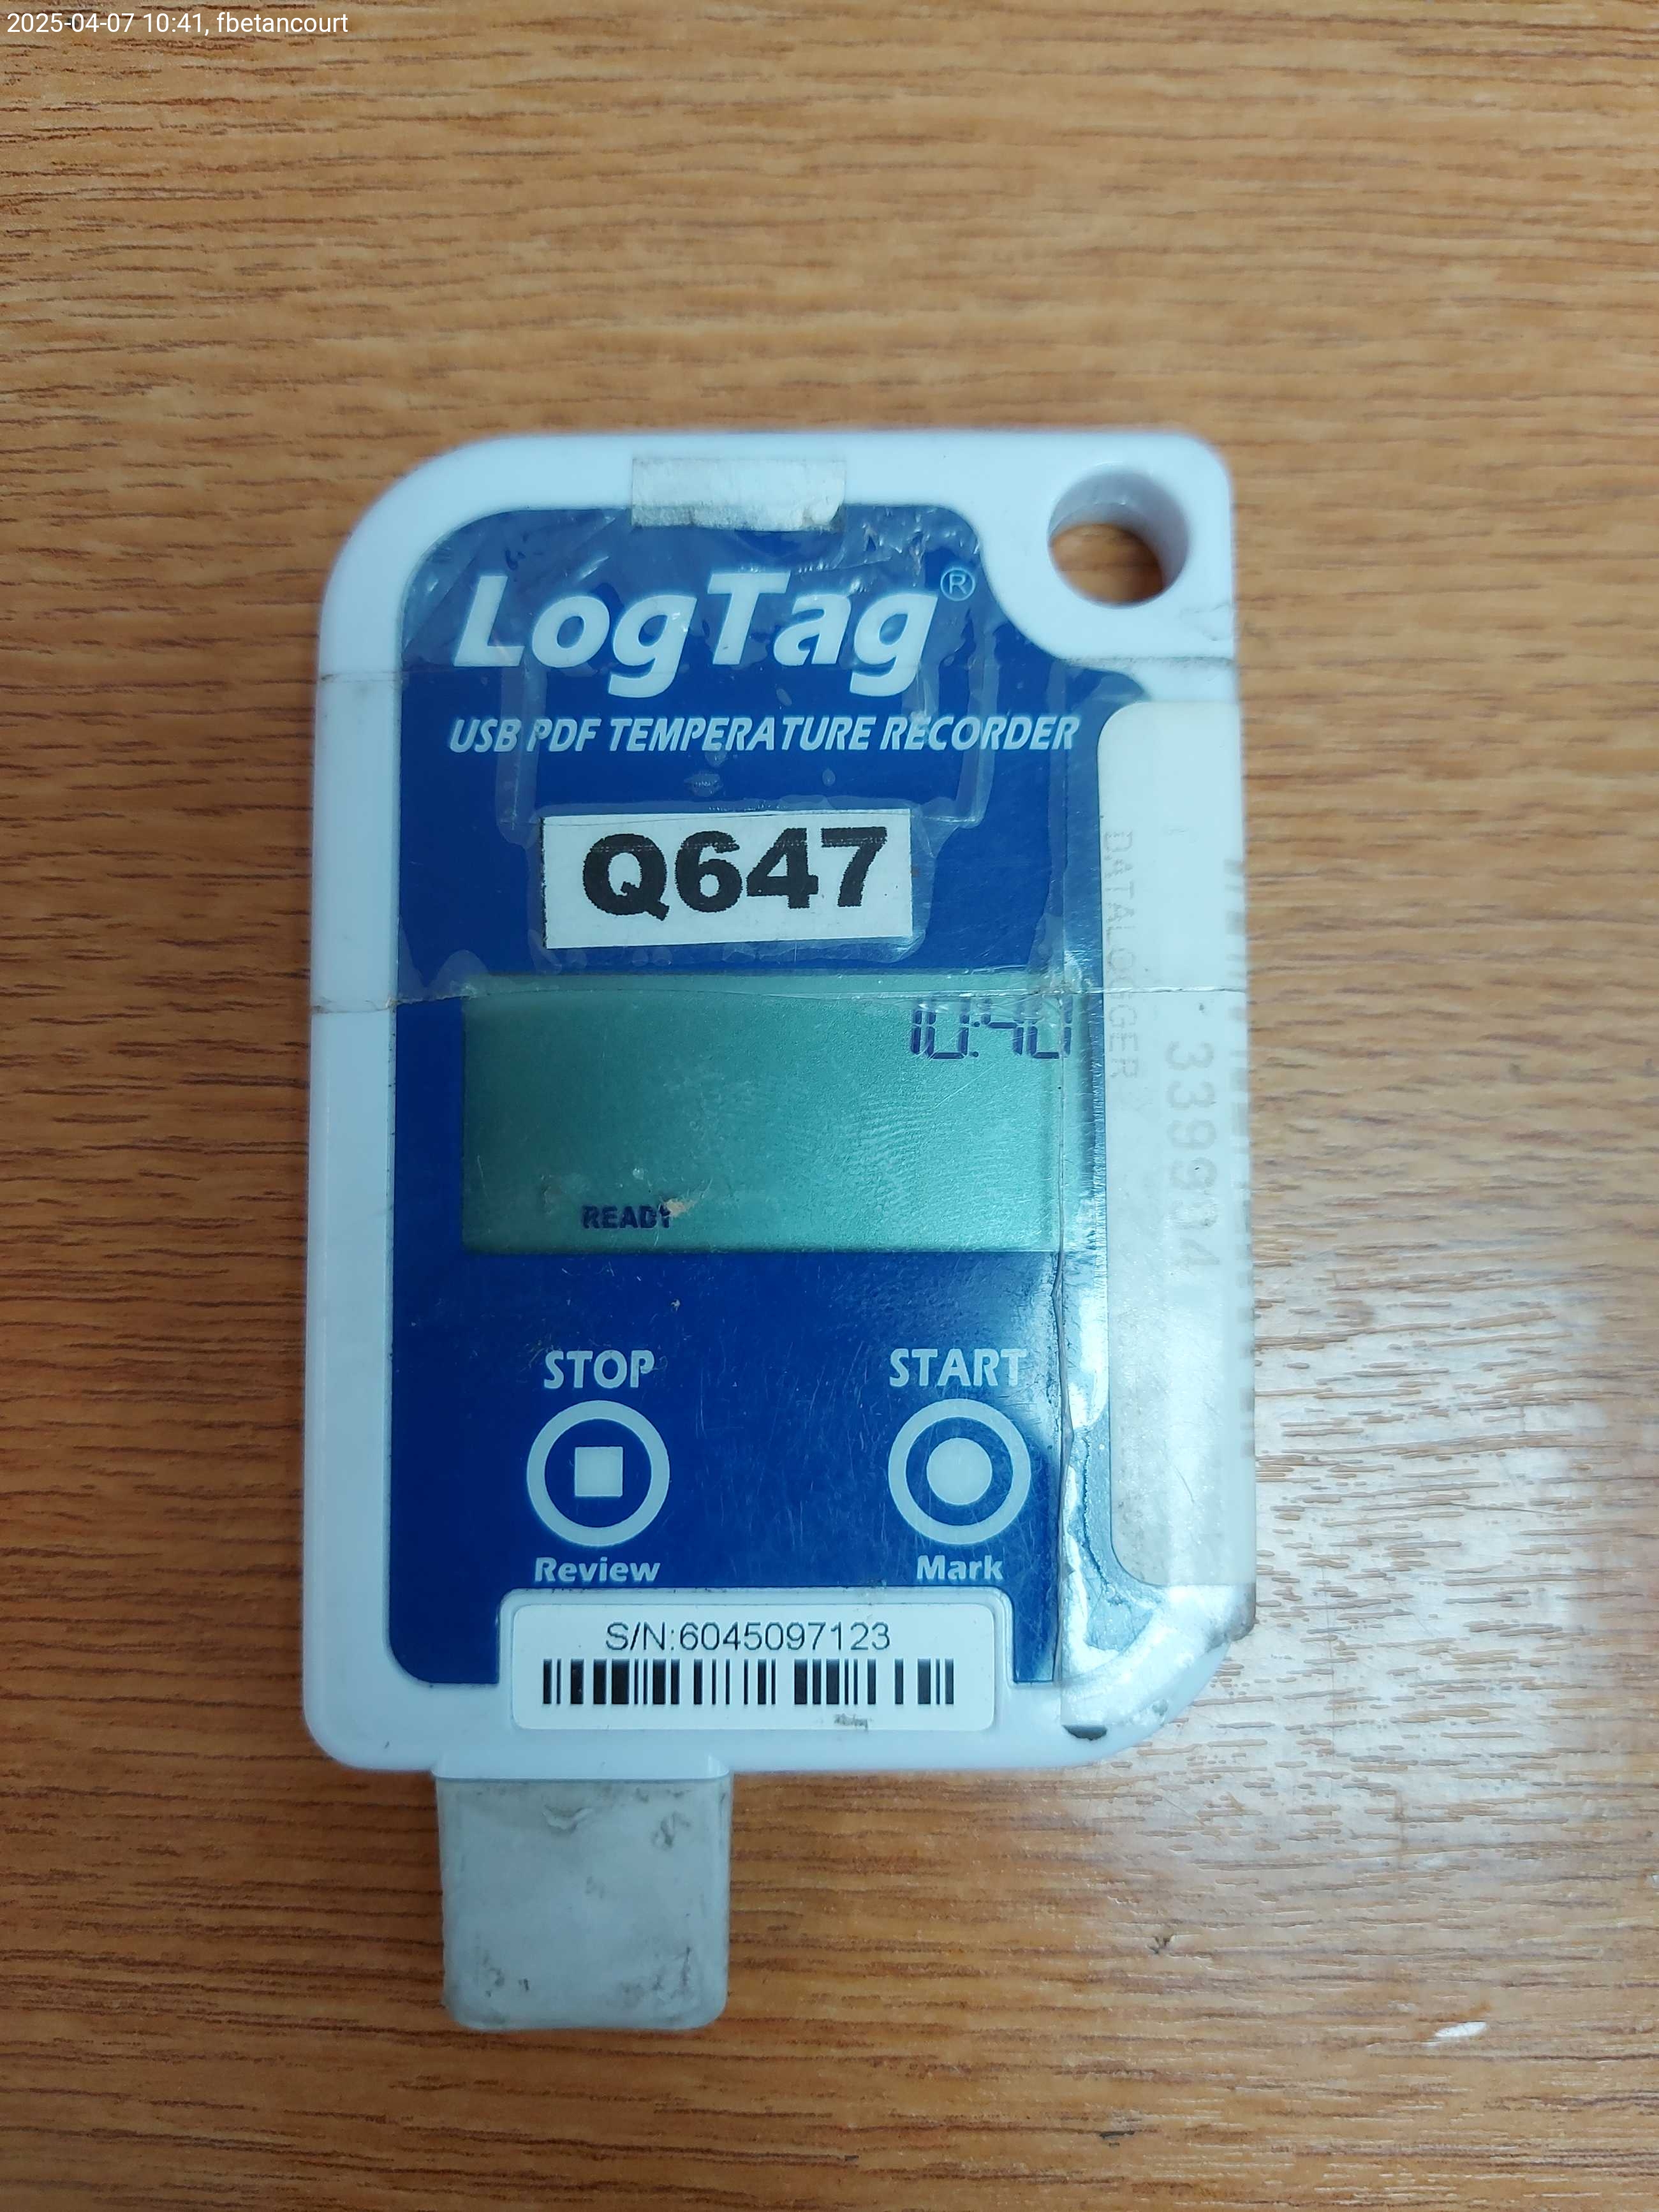 2025-04-07 10:41, fbetancourt
LogTag®
USB PDF TEMPERATURE RECORDER
Q647
10:40
READY
DATALOGGER
STOP
START
Review
Mark
S/N:6045097123